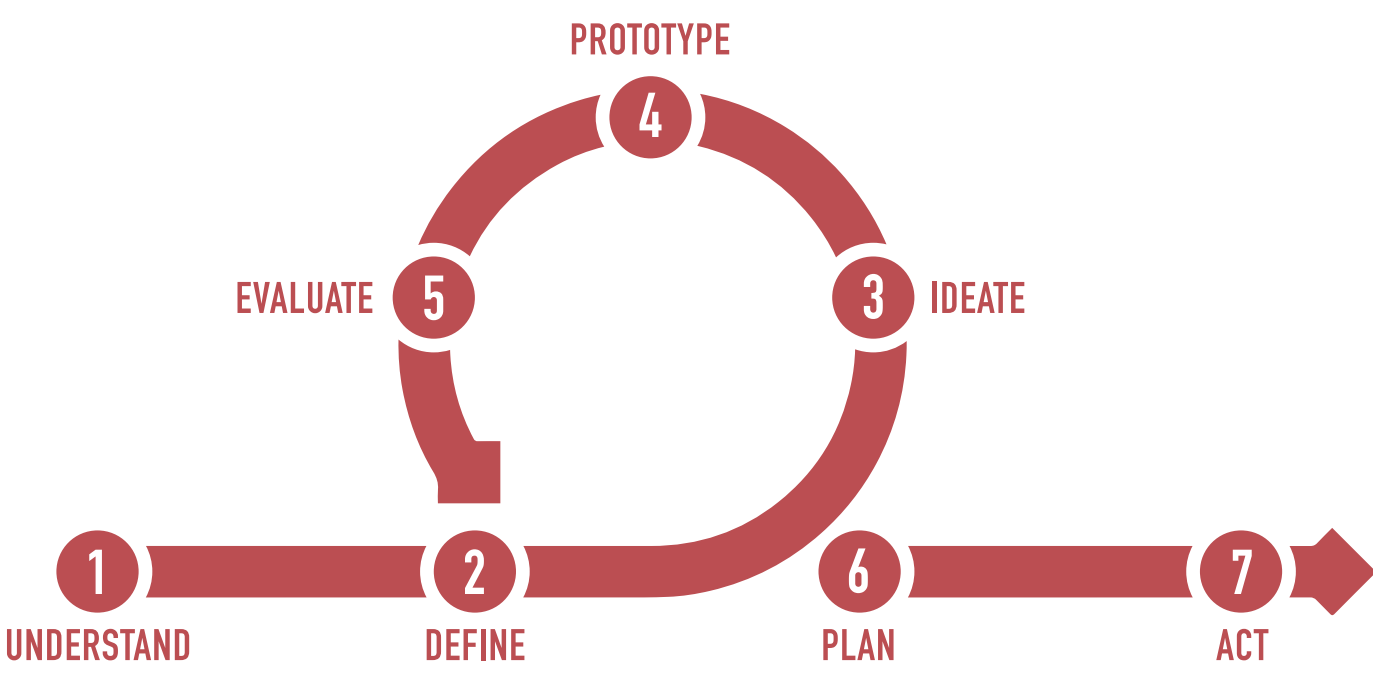 PROTOTYPE
4
EVALUATE 5
3 IDEATE
1
2
6
7
UNDERSTAND
DEFINE
PLAN
ACT